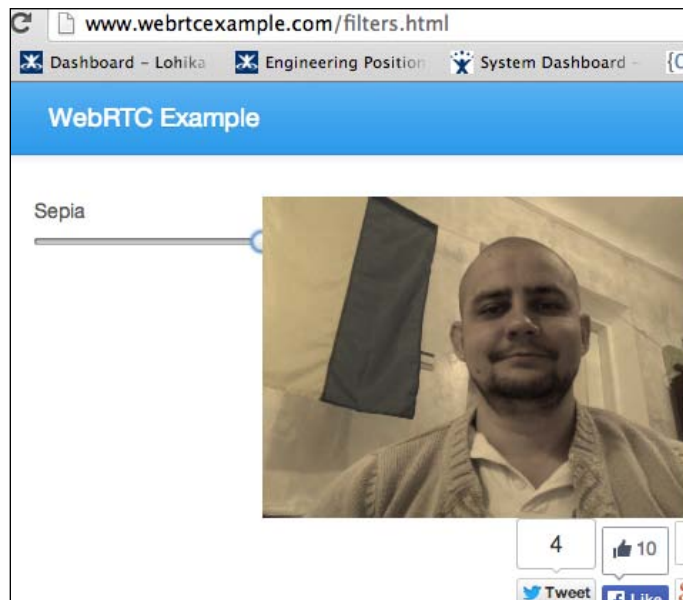 www.webrtcexample.com/filters.html
Dashboard – Lohika Engineering Position System Dashboard –
WebRTC Example
Sepia
4 10
Tweet Like